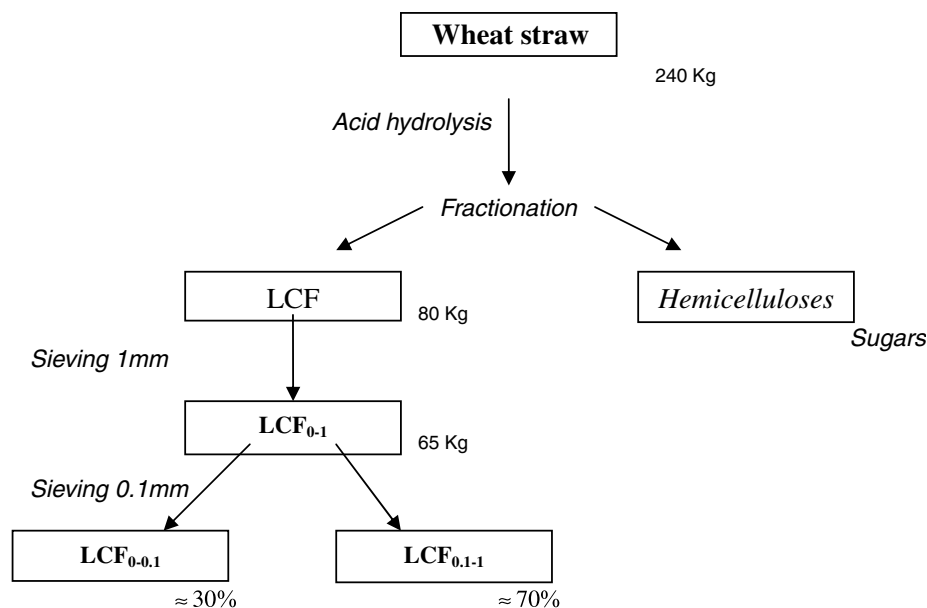 Wheat straw
240 Kg
Acid hydrolysis
Fractionation
LCF
80 Kg
Hemicelluloses
Sugars
Sieving 1mm
LCF0-1
65 Kg
Sieving 0.1mm
LCF0-0.1
LCF0.1-1
≈ 30%
≈ 70%